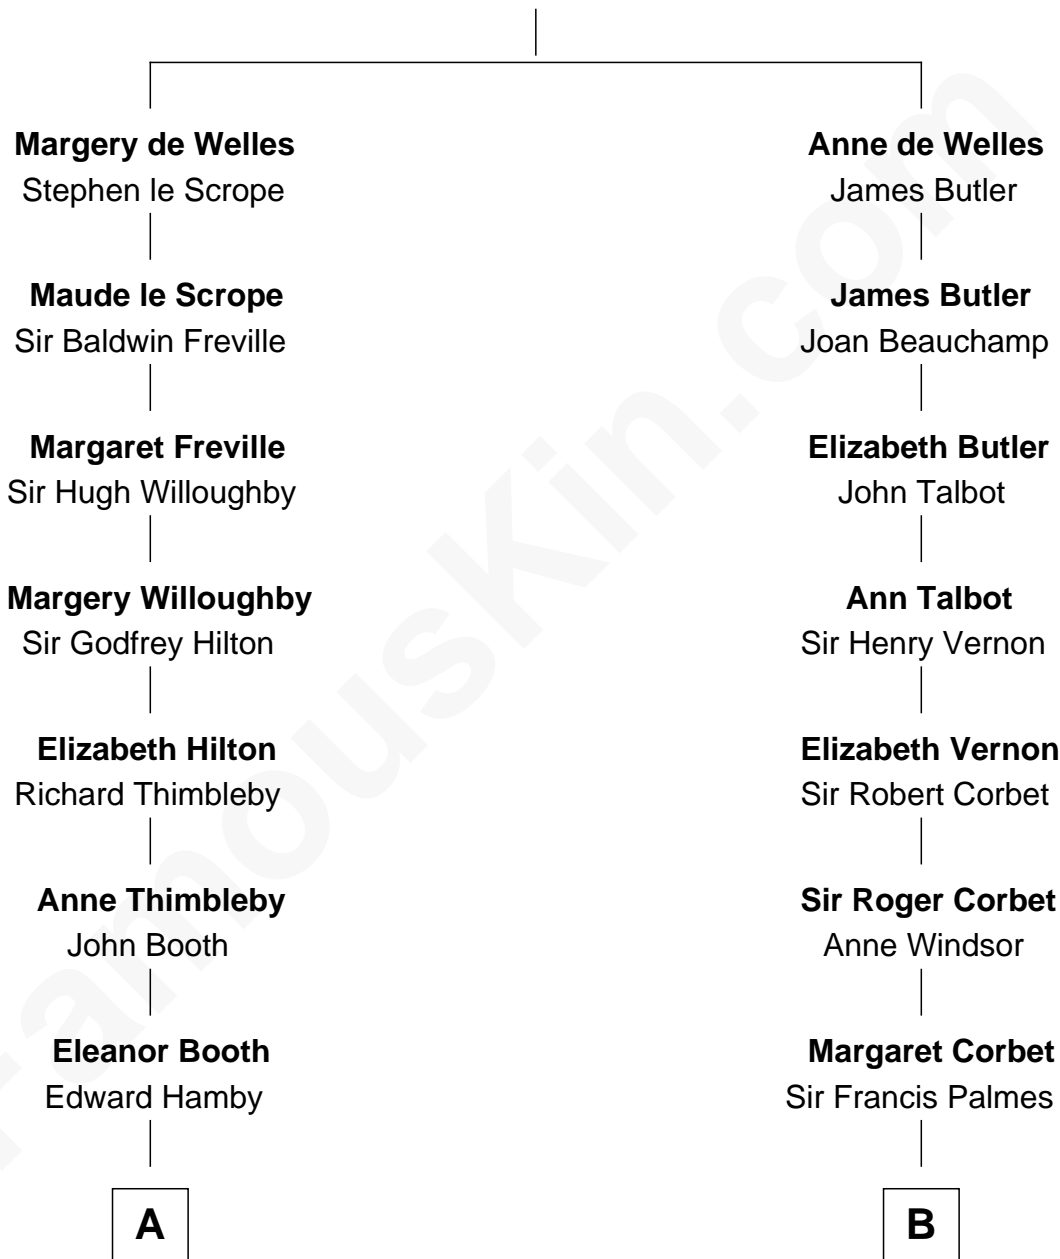 Margery de Welles
Stephen le Scrope
Maude le Scrope
Sir Baldwin Freville
Margaret Freville
Sir Hugh Willoughby
Margery Willoughby
Sir Godfrey Hilton
Elizabeth Hilton
Richard Thimbleby
Anne Thimbleby
John Booth
Eleanor Booth
Edward Hamby
A
Anne de Welles
James Butler
James Butler
Joan Beauchamp
Elizabeth Butler
John Talbot
Ann Talbot
Sir Henry Vernon
Elizabeth Vernon
Sir Robert Corbet
Sir Roger Corbet
Anne Windsor
Margaret Corbet
Sir Francis Palmes
B
FamousKin.com